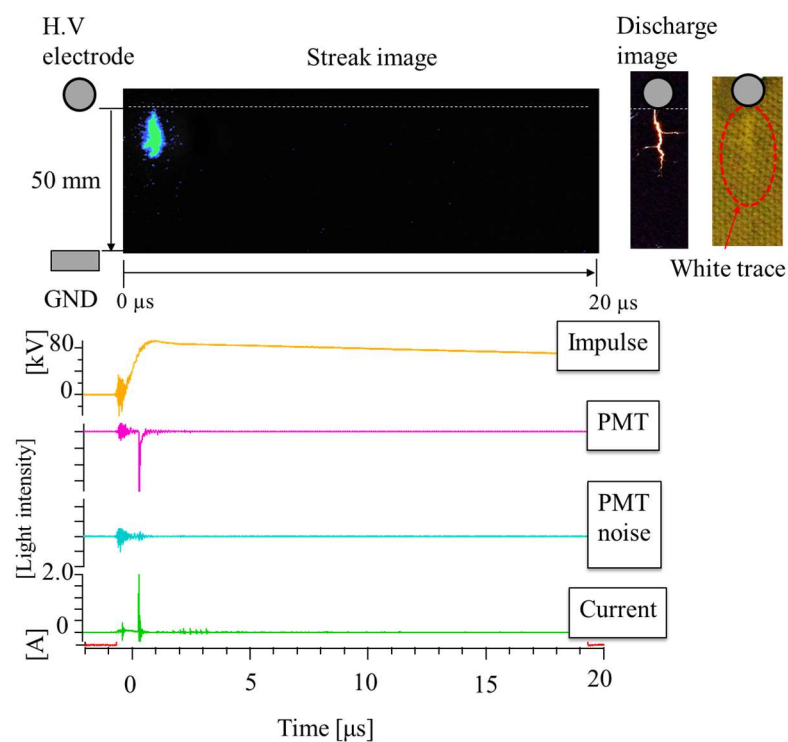 H.V
electrode
Streak image
Discharge
image
50 mm
White trace
GND
0 μs
20 μs
[kV]
80
0
Impulse
[Light intensity]
PMT
PMT
noise
[A]
2.0
0
Current
0
5
10
15
20
Time [μs]